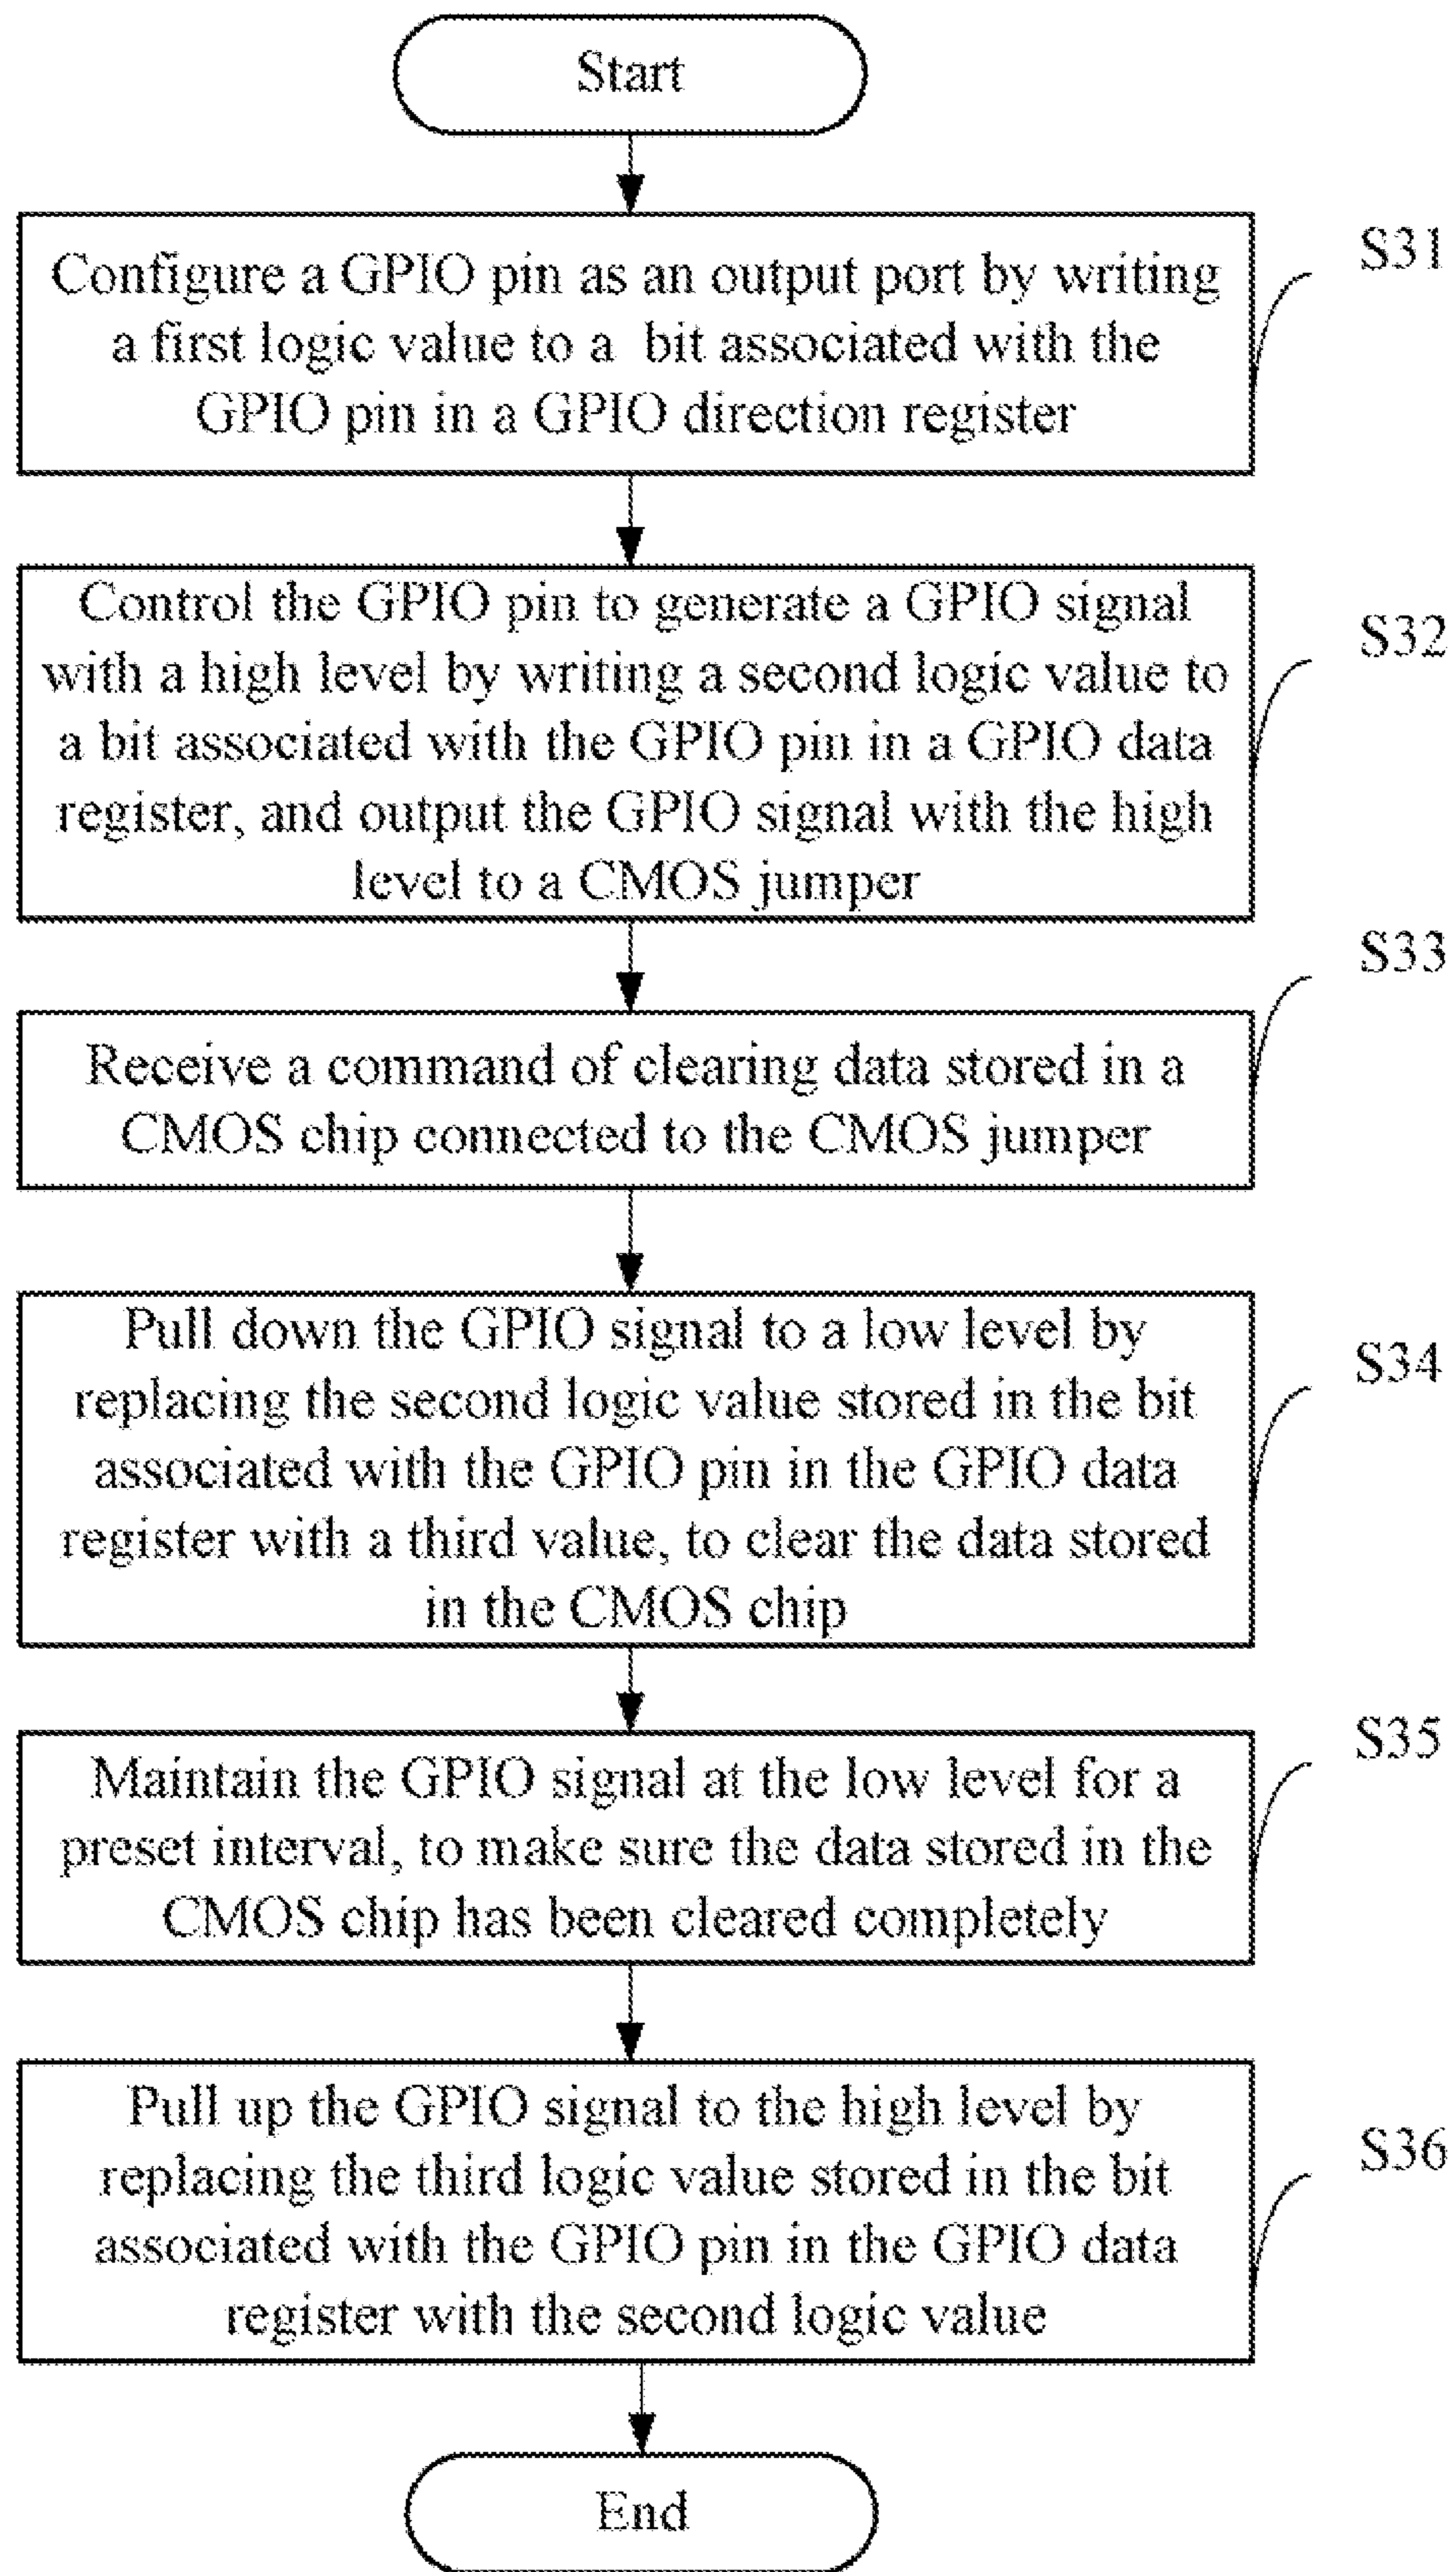 Start
Configure a GPIO pin as an output port by writing
a first logic value to a bit associated with the
GPIO pin in a GPIO direction register
S31
Control the GPIO pin to generate a GPIO signal
with a high level by writing a second logic value to
a bit associated with the GPIO pin in a GPIO data
register, and output the GPIO signal with the high
level to a CMOS jumper
S32
Receive a command of clearing data stored in a
CMOS chip connected to the CMOS jumper
S33
Pull down the GPIO signal to a low level by
replacing the second logic value stored in the bit
associated with the GPIO pin in the GPIO data
register with a third value, to clear the data stored
in the CMOS chip
S34
Maintain the GPIO signal at the low level for a
preset interval, to make sure the data stored in the
CMOS chip has been cleared completely
S35
Pull up the GPIO signal to the high level by
replacing the third logic value stored in the bit
associated with the GPIO pin in the GPIO data
register with the second logic value
S36
End